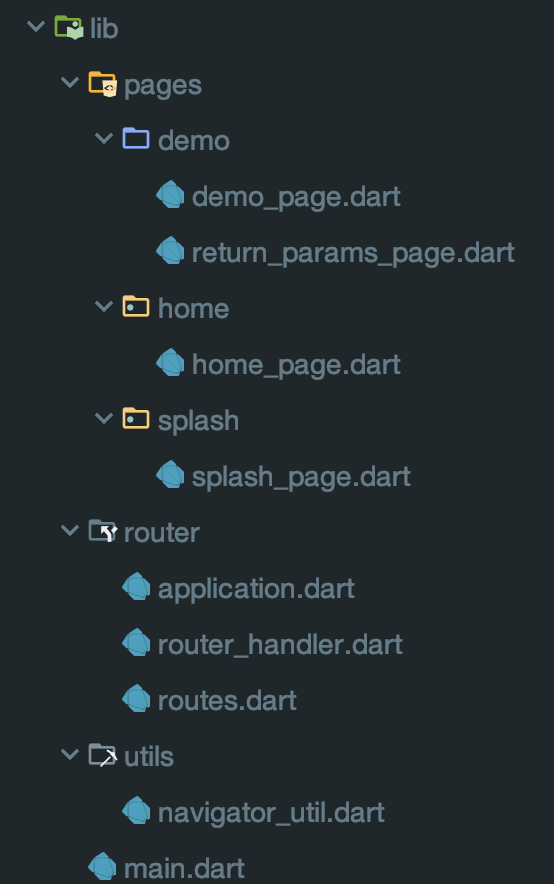 lib
pages
demo
demo_page.dart
return_params_page.dart
home
home_page.dart
splash
splash_page.dart
router
application.dart
router_handler.dart
routes.dart
utils
navigator_util.dart
main.dart